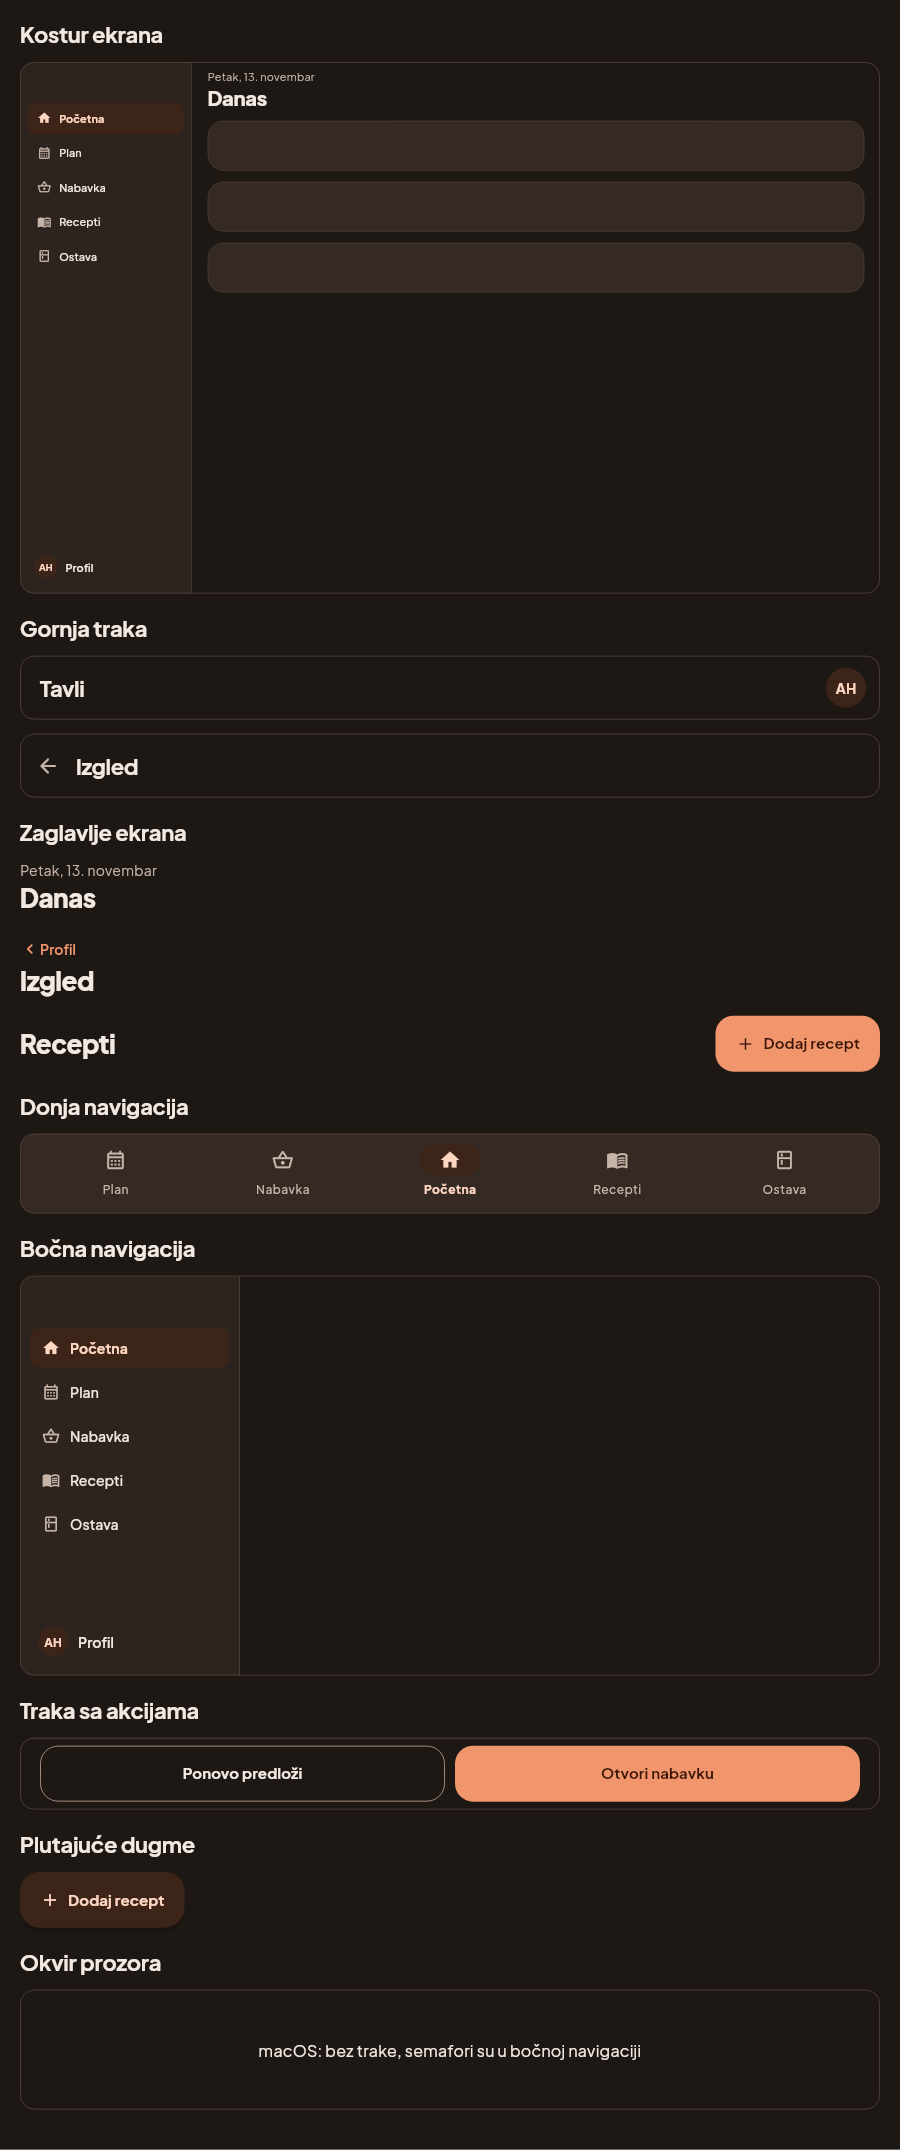 Kostur ekrana
Petak, 13. novembar
Danas
Početna
Plan
Nabavka
Recepti
Ostava
AH Profil
Gornja traka
Tavli AH
Izgled
Zaglavlje ekrana
Petak, 13. novembar
Danas
Profil
Izgled
Recepti Dodaj recept
Donja navigacija
Plan Nabavka Početna Recepti Ostava
Bočna navigacija
Početna
Plan
Nabavka
Recepti
Ostava
AH Profil
Traka sa akcijama
Ponovo predloži Otvori nabavku
Plutajuće dugme
Dodaj recept
Okvir prozora
macOS: bez trake, semafori su u bočnoj navigaciji